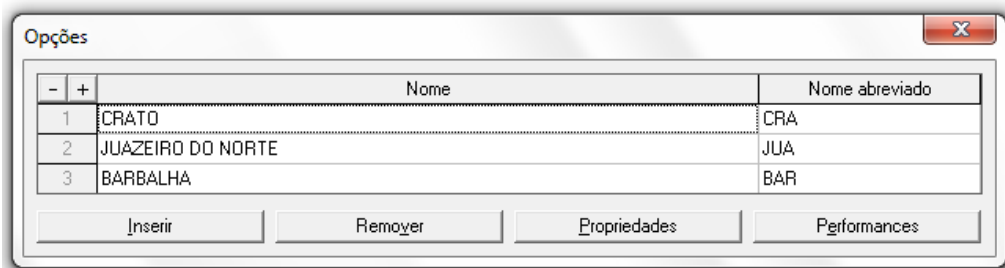 Opções
- + Nome Nome abreviado
1 CRATO CRA
2 JUAZEIRO DO NORTE JUA
3 BARBALHA BAR
Inserir Remover Propriedades Performances